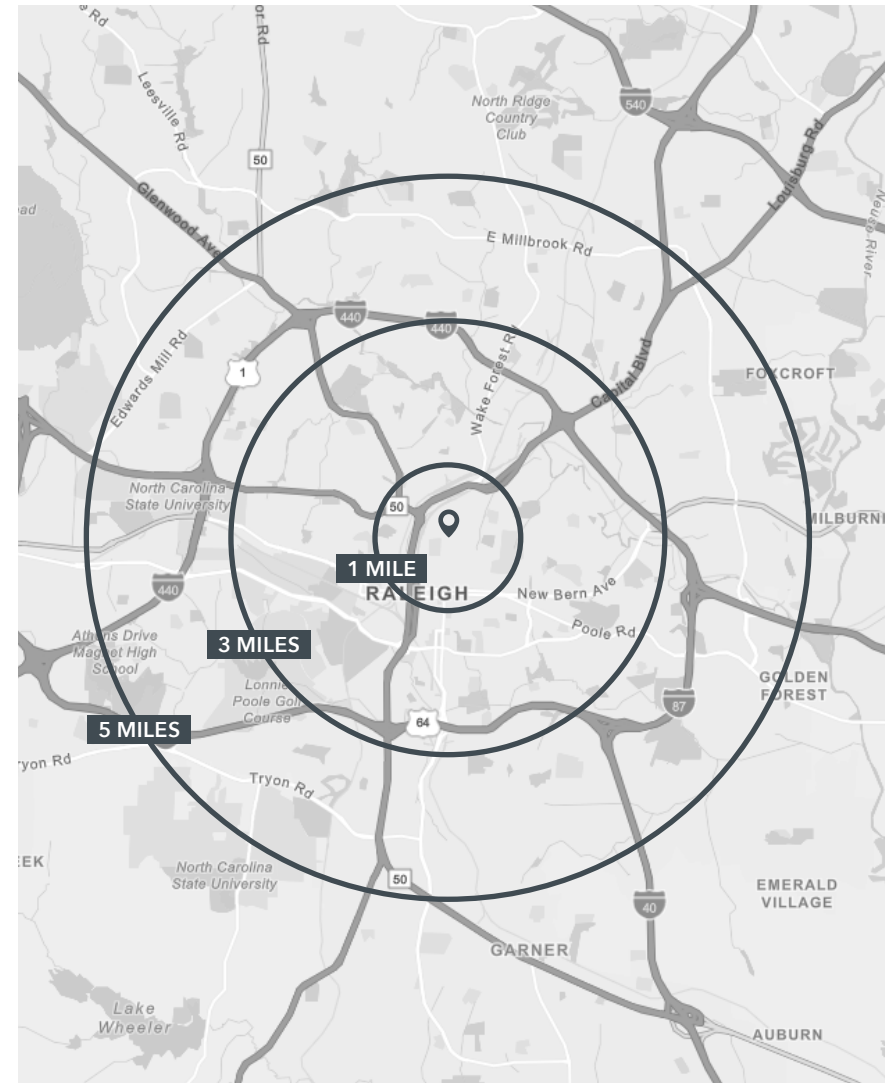 or Rd
Rd
Leesville Rd
540
North Ridge
Country
Club
50
Louisburg Rd
Glenwood Ave
Neuse River
E Millbrook Rd
440
440
1
Edwards Mill Rd
Wake Forest Rd
Capital Blvd
FOXCROFT
North Carolina
State University
50
MILBURNI
1 MILE
RALEIGH
New Bern Ave
440
Poole Rd
Athens Drive
Magnet High
School
3 MILES
GOLDEN
FOREST
Lonnie
Poole Golf
Course
87
64
5 MILES
ryon Rd
Tryon Rd
EEK
North Carolina
State University
50
EMERALD
VILLAGE
40
GARNER
Lake
Wheeler
AUBURN